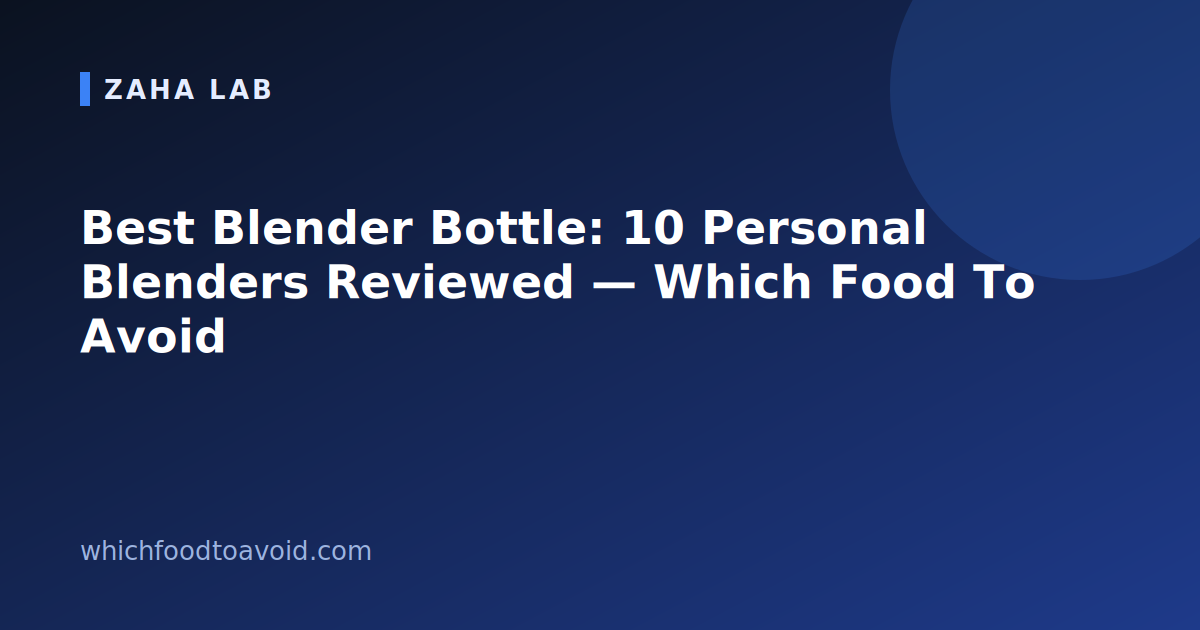 ZAHA LAB
Best Blender Bottle: 10 Personal
Blenders Reviewed — Which Food To
Avoid
whichfoodtoavoid.com